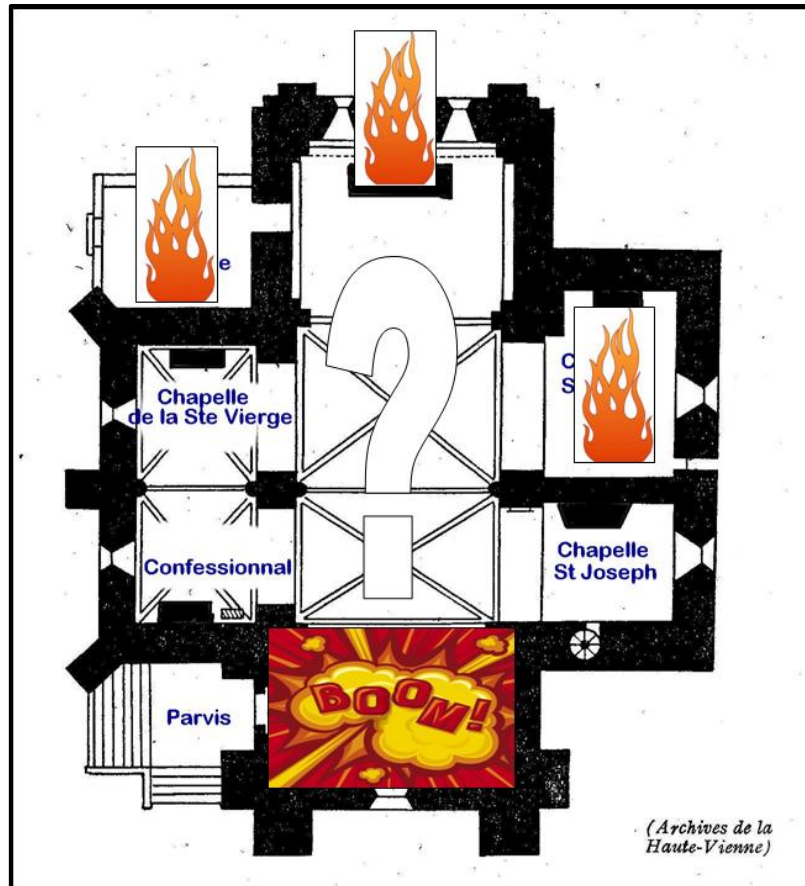 e
Chapelle
de la Ste Vierge
C
S
Confessionnal
Chapelle
St Joseph
Parvis
BOOM!
?
(Archives de la
Haute-Vienne)